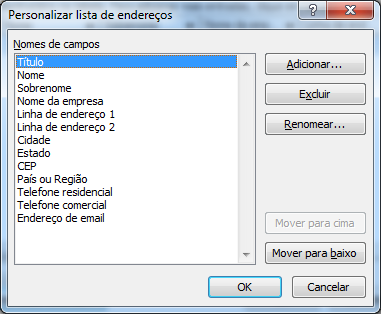 Personalizar lista de endereços
Nomes de campos
Título
Nome
Sobrenome
Nome da empresa
Linha de endereço 1
Linha de endereço 2
Cidade
Estado
CEP
País ou Região
Telefone residencial
Telefone comercial
Endereço de email
Adicionar...
Excluir
Renomear...
Mover para cima
Mover para baixo
OK
Cancelar